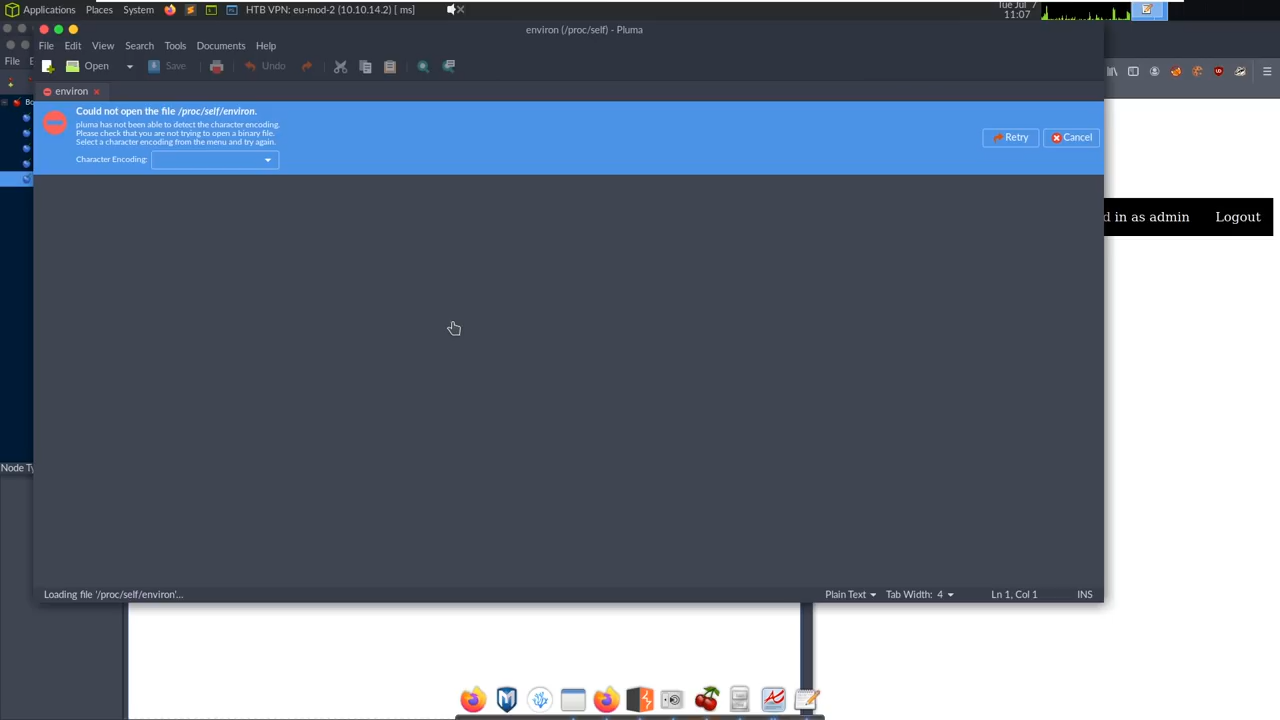 Applications Places System HTB VPN: eu-mod-2 (10.10.14.2) [ ms]
Tue Jul 7
11:07
environ (/proc/self) - Pluma
File Edit View Search Tools Documents Help
Open Save Undo
environ
Could not open the file /proc/self/environ.
pluma has not been able to detect the character encoding.
Please check that you are not trying to open a binary file.
Select a character encoding from the menu and try again.
Character Encoding:
Retry Cancel
File
d in as admin Logout
Node Ty
Loading file '/proc/self/environ'... Plain Text Tab Width: 4 Ln 1, Col 1 INS